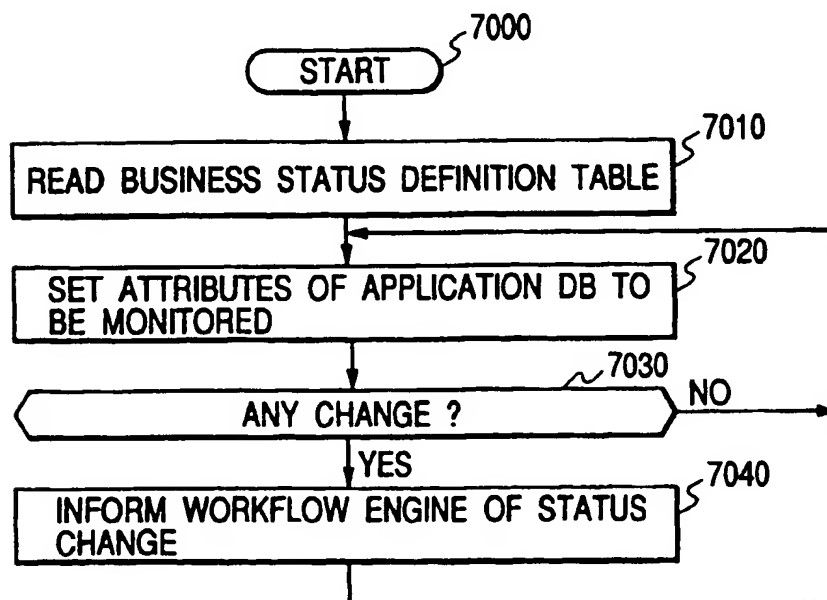 7000
START
7010
READ BUSINESS STATUS DEFINITION TABLE
7020
SET ATTRIBUTES OF APPLICATION DB TO
BE MONITORED
7030
ANY CHANGE ?
NO
YES
7040
INFORM WORKFLOW ENGINE OF STATUS
CHANGE